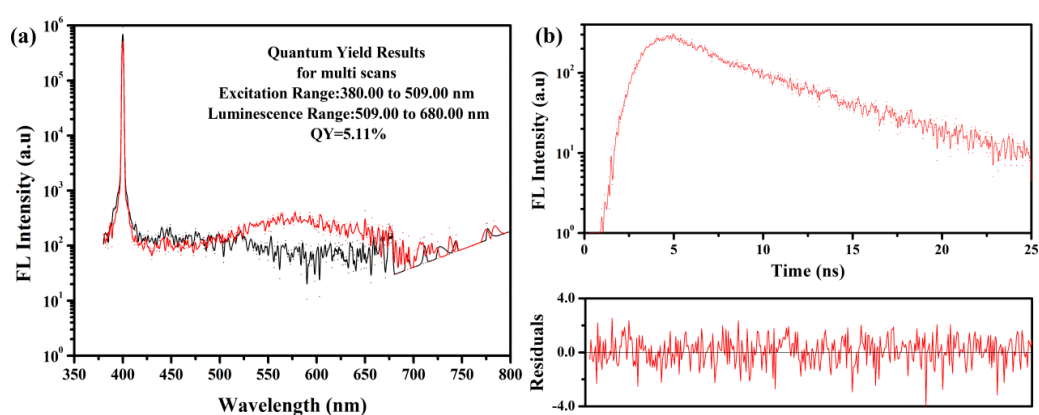 (a)
Quantum Yield Results
for multi scans
Excitation Range:380.00 to 509.00 nm
Luminescence Range:509.00 to 680.00 nm
QY=5.11%
FL Intensity (a.u)
10^6
10^5
10^4
10^3
10^2
10^1
10^0
350 400 450 500 550 600 650 700 750 800
Wavelength (nm)
(b)
FL Intensity (a.u)
10^2
10^1
10^0
0 5 10 15 20 25
Time (ns)
Residuals
4.0
0.0
-4.0